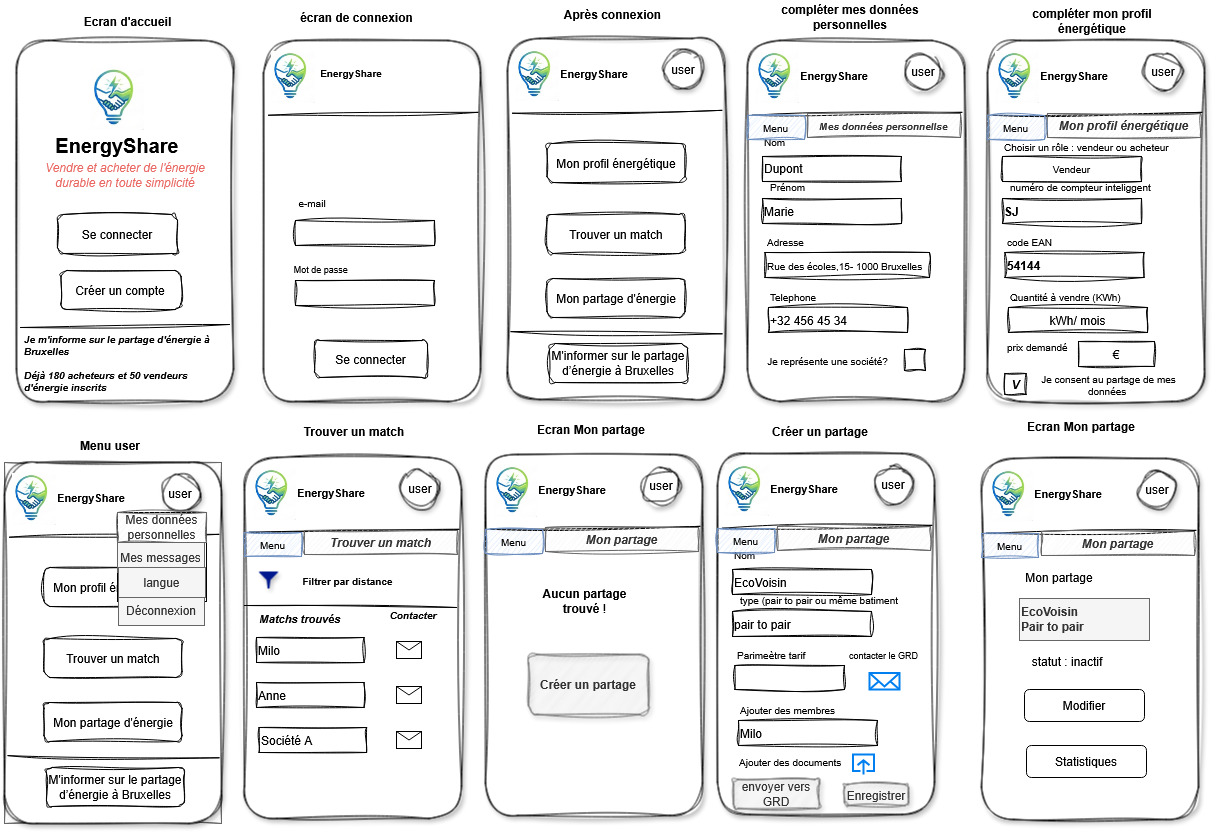 Ecran d'accueil
EnergyShare
Vendre et acheter de l'énergie
durable en toute simplicité
Se connecter
Créer un compte
Je m'informe sur le partage d'énergie à
Bruxelles
Déjà 180 acheteurs et 50 vendeurs
d'énergie inscrits
écran de connexion
EnergyShare
e-mail
Mot de passe
Se connecter
Après connexion
EnergyShare
user
Mon profil énergétique
Trouver un match
Mon partage d'énergie
M'informer sur le partage
d'énergie à Bruxelles
compléter mes données
personnelles
EnergyShare
user
Menu
Mes données personnelise
Nom
Dupont
Prénom
Marie
Adresse
Rue des écoles,15- 1000 Bruxelles
Telephone
+32 456 45 34
Je représente une société?
compléter mon profil
énergétique
EnergyShare
user
Menu
Mon profil énergétique
Choisir un rôle : vendeur ou acheteur
Vendeur
numéro de compteur inteliggent
SJ
code EAN
54144
Quantité à vendre (KWh)
kWh/ mois
prix demandé
€
V
Je consent au partage de mes
données
Menu user
EnergyShare
user
Mes données
personnelles
Mes messages
langue
Déconnexion
Mon profil én
Trouver un match
Mon partage d'énergie
M'informer sur le partage
d'énergie à Bruxelles
Trouver un match
EnergyShare
user
Menu
Trouver un match
Filtrer par distance
Matchs trouvés
Contacter
Milo
Anne
Société A
Ecran Mon partage
EnergyShare
user
Menu
Mon partage
Aucun partage
trouvé !
Créer un partage
Créer un partage
EnergyShare
user
Menu
Mon partage
Nom
EcoVoisin
type (pair to pair ou même batiment
pair to pair
Parimeêtre tarif
contacter le GRD
Ajouter des membres
Milo
Ajouter des documents
envoyer vers
GRD
Enregistrer
Ecran Mon partage
EnergyShare
user
Menu
Mon partage
Mon partage
EcoVoisin
Pair to pair
statut : inactif
Modifier
Statistiques